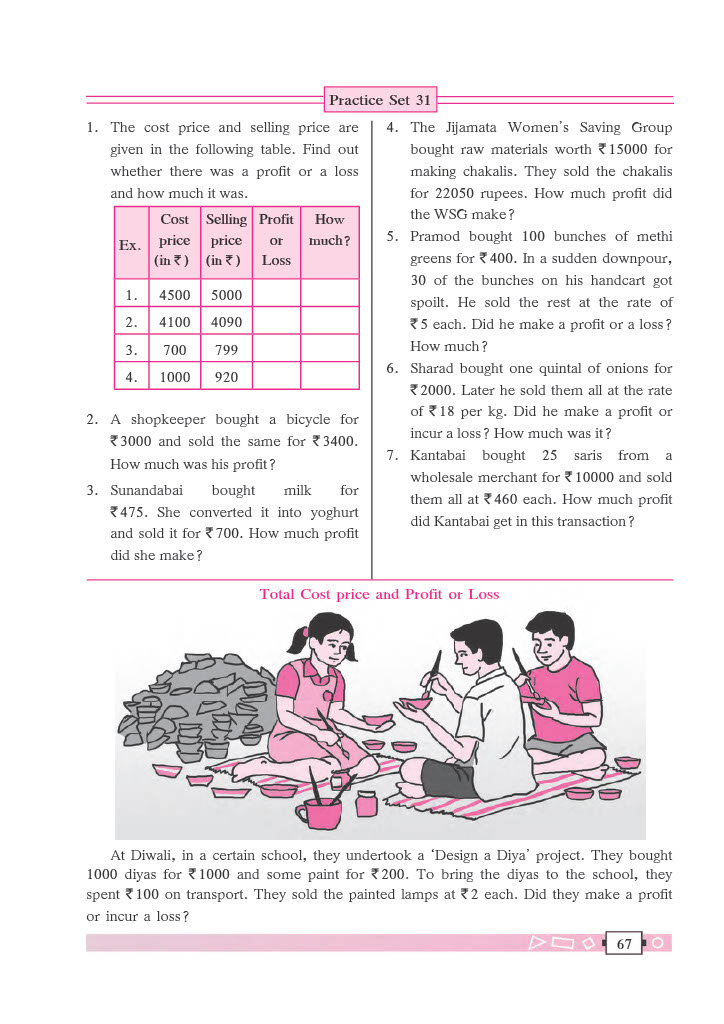 Practice Set 31
1. The cost price and selling price are
given in the following table. Find out
whether there was a profit or a loss
and how much it was.
Ex. Cost price (in ₹) Selling price (in ₹) Profit or Loss How much?
1. 4500 5000
2. 4100 4090
3. 700 799
4. 1000 920
2. A shopkeeper bought a bicycle for
₹3000 and sold the same for ₹3400.
How much was his profit?
3. Sunandabai bought milk for
₹475. She converted it into yoghurt
and sold it for ₹700. How much profit
did she make?
4. The Jijamata Women's Saving Group
bought raw materials worth ₹15000 for
making chakalis. They sold the chakalis
for 22050 rupees. How much profit did
the WSG make?
5. Pramod bought 100 bunches of methi
greens for ₹400. In a sudden downpour,
30 of the bunches on his handcart got
spoilt. He sold the rest at the rate of
₹5 each. Did he make a profit or a loss?
How much?
6. Sharad bought one quintal of onions for
₹2000. Later he sold them all at the rate
of ₹18 per kg. Did he make a profit or
incur a loss? How much was it?
7. Kantabai bought 25 saris from a
wholesale merchant for ₹10000 and sold
them all at ₹460 each. How much profit
did Kantabai get in this transaction?
Total Cost price and Profit or Loss
At Diwali, in a certain school, they undertook a 'Design a Diya' project. They bought
1000 diyas for ₹1000 and some paint for ₹200. To bring the diyas to the school, they
spent ₹100 on transport. They sold the painted lamps at ₹2 each. Did they make a profit
or incur a loss?
67